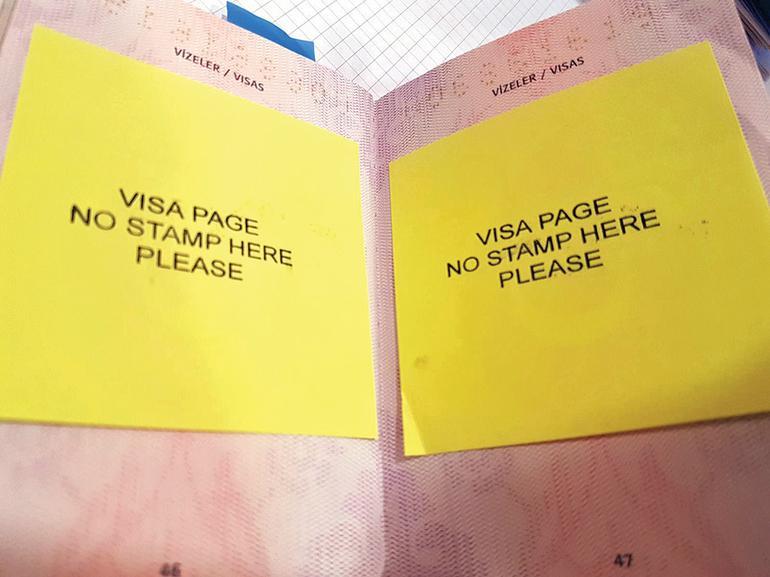 VİZELER / VISAS
VISA PAGE
NO STAMP HERE
PLEASE
46
VİZELER / VISAS
VISA PAGE
NO STAMP HERE
PLEASE
47